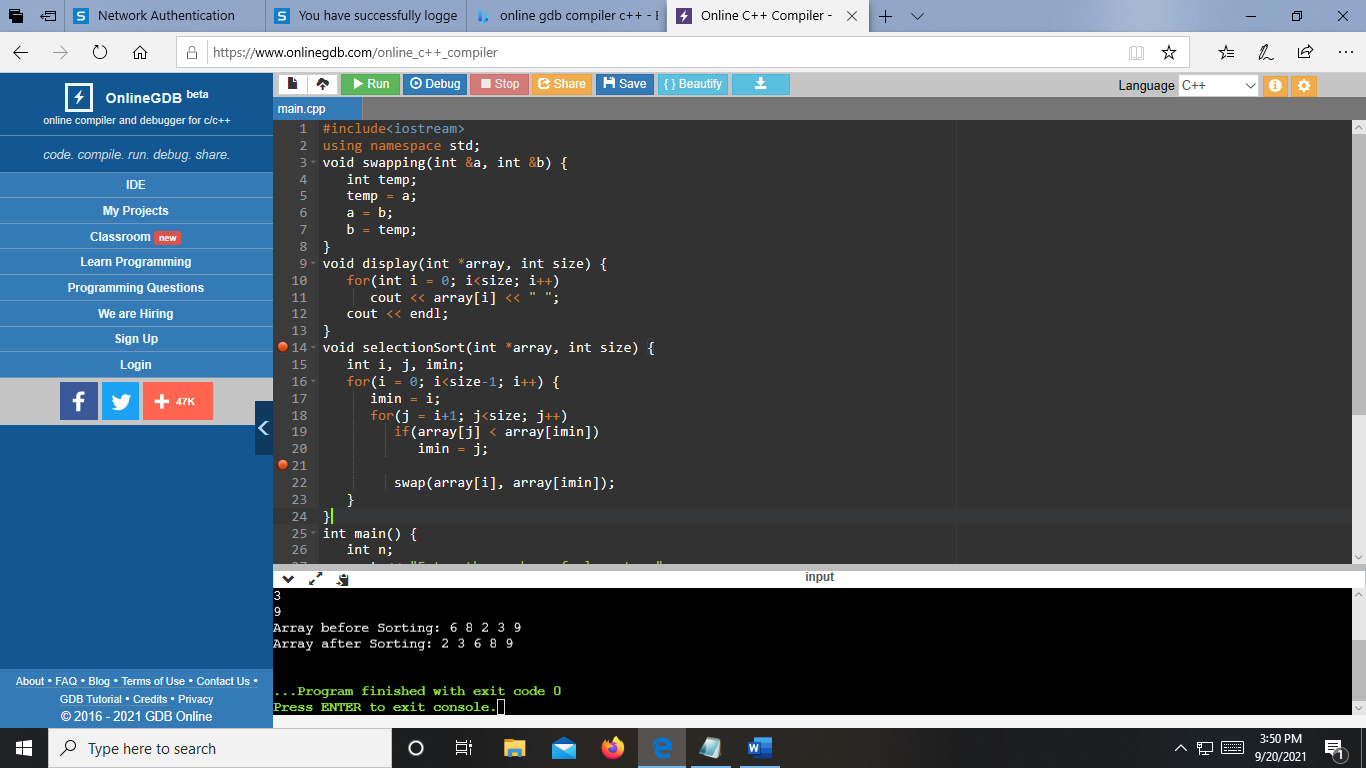 Network Authentication
You have successfully logge
online gdb compiler c++ - E
Online C++ Compiler -
https://www.onlinegdb.com/online_c++_compiler
OnlineGDB beta
online compiler and debugger for c/c++
code. compile. run. debug. share.
IDE
My Projects
Classroom new
Learn Programming
Programming Questions
We are Hiring
Sign Up
Login
47K
About • FAQ • Blog • Terms of Use • Contact Us •
GDB Tutorial • Credits • Privacy
© 2016 - 2021 GDB Online
Run Debug Stop Share Save { } Beautify
Language C++
main.cpp
1 #include<iostream>
2 using namespace std;
3 void swapping(int &a, int &b) {
4 int temp;
5 temp = a;
6 a = b;
7 b = temp;
8 }
9 void display(int *array, int size) {
10 for(int i = 0; i<size; i++)
11 cout << array[i] << " ";
12 cout << endl;
13 }
14 void selectionSort(int *array, int size) {
15 int i, j, imin;
16 for(i = 0; i<size-1; i++) {
17 imin = i;
18 for(j = i+1; j<size; j++)
19 if(array[j] < array[imin])
20 imin = j;
21
22 swap(array[i], array[imin]);
23 }
24 }
25 int main() {
26 int n;
input
3
9
Array before Sorting: 6 8 2 3 9
Array after Sorting: 2 3 6 8 9
...Program finished with exit code 0
Press ENTER to exit console.
Type here to search
3:50 PM
9/20/2021
1